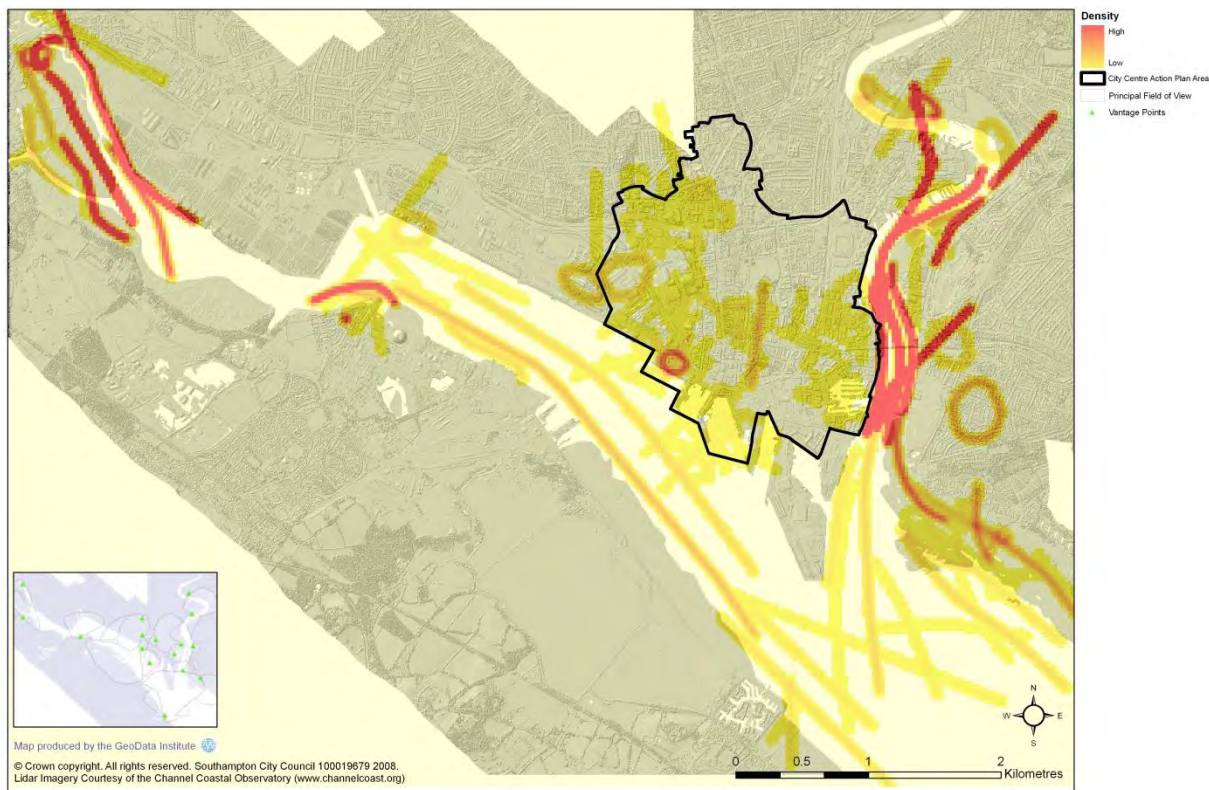 Density
High
Low
City Centre Action Plan Area
Principal Field of View
Vantage Points
N
W E
S
Map produced by the GeoData Institute
© Crown copyright. All rights reserved. Southampton City Council 100019679 2008.
Lidar Imagery Courtesy of the Channel Coastal Observatory (www.channelcoast.org)
0 0.5 1 2
Kilometres